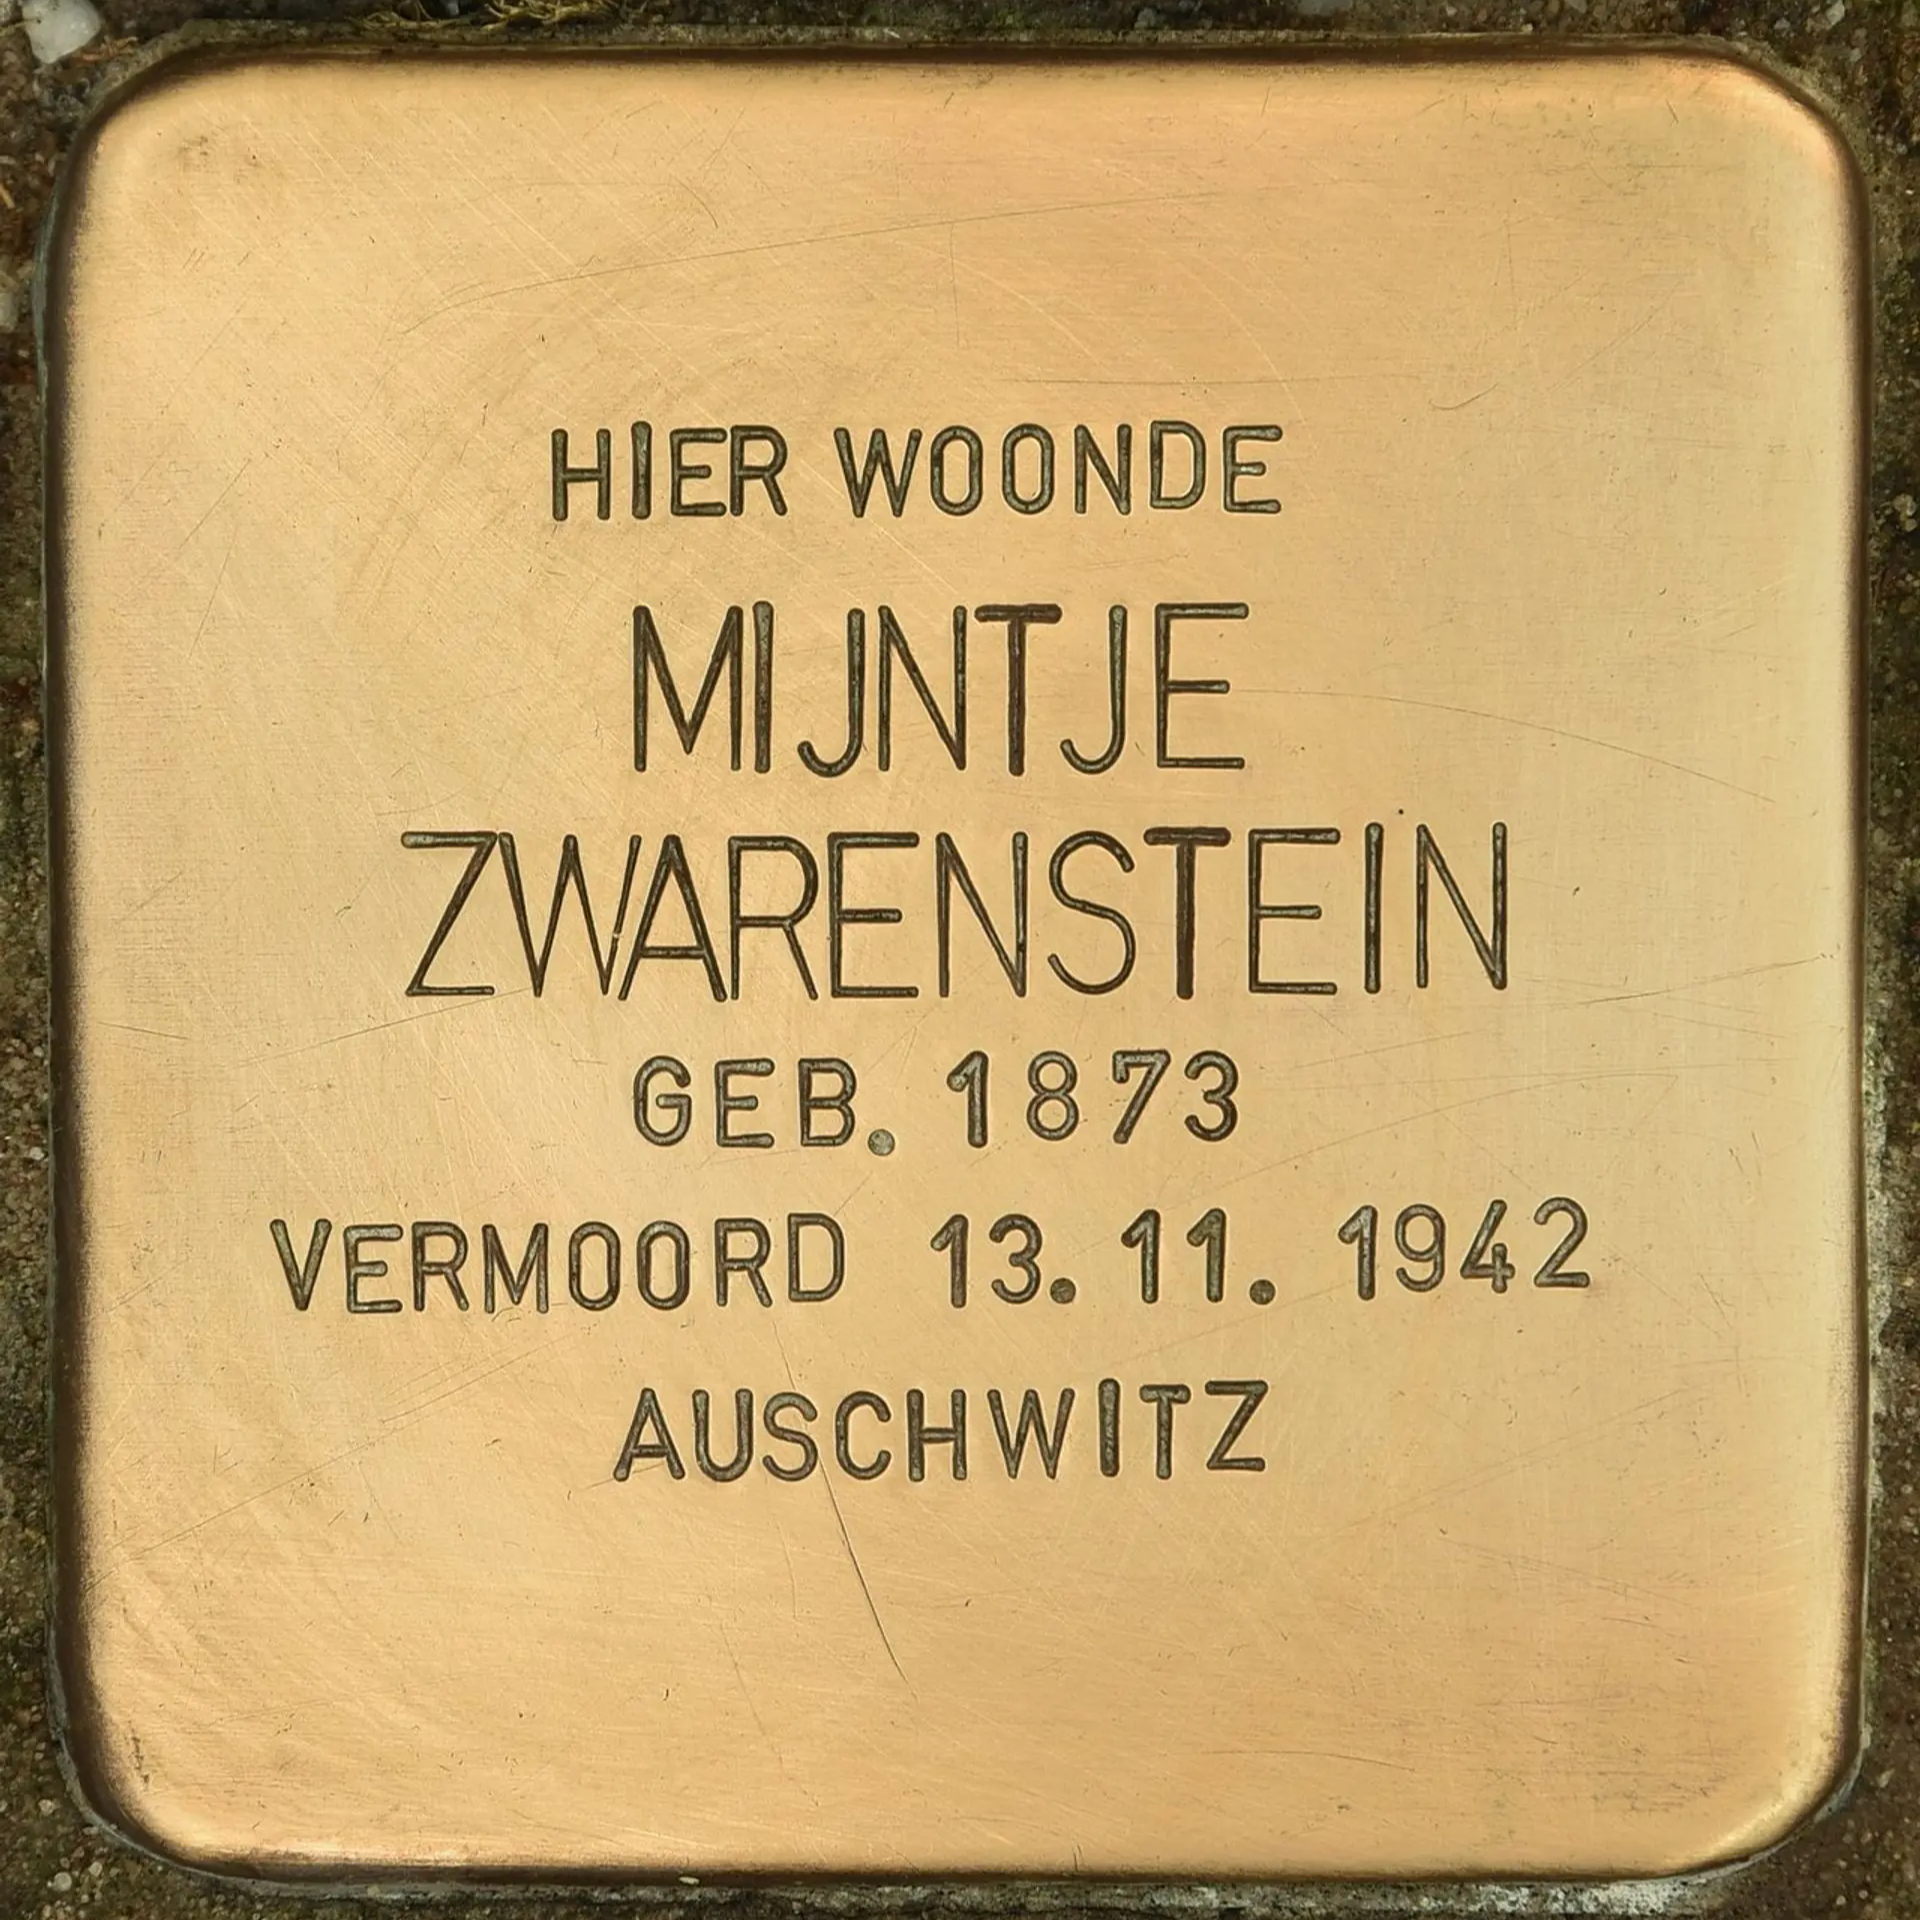 HIER WOONDE
MIJNTJE
ZWARENSTEIN
GEB. 1873
VERMOORD 13. 11. 1942
AUSCHWITZ